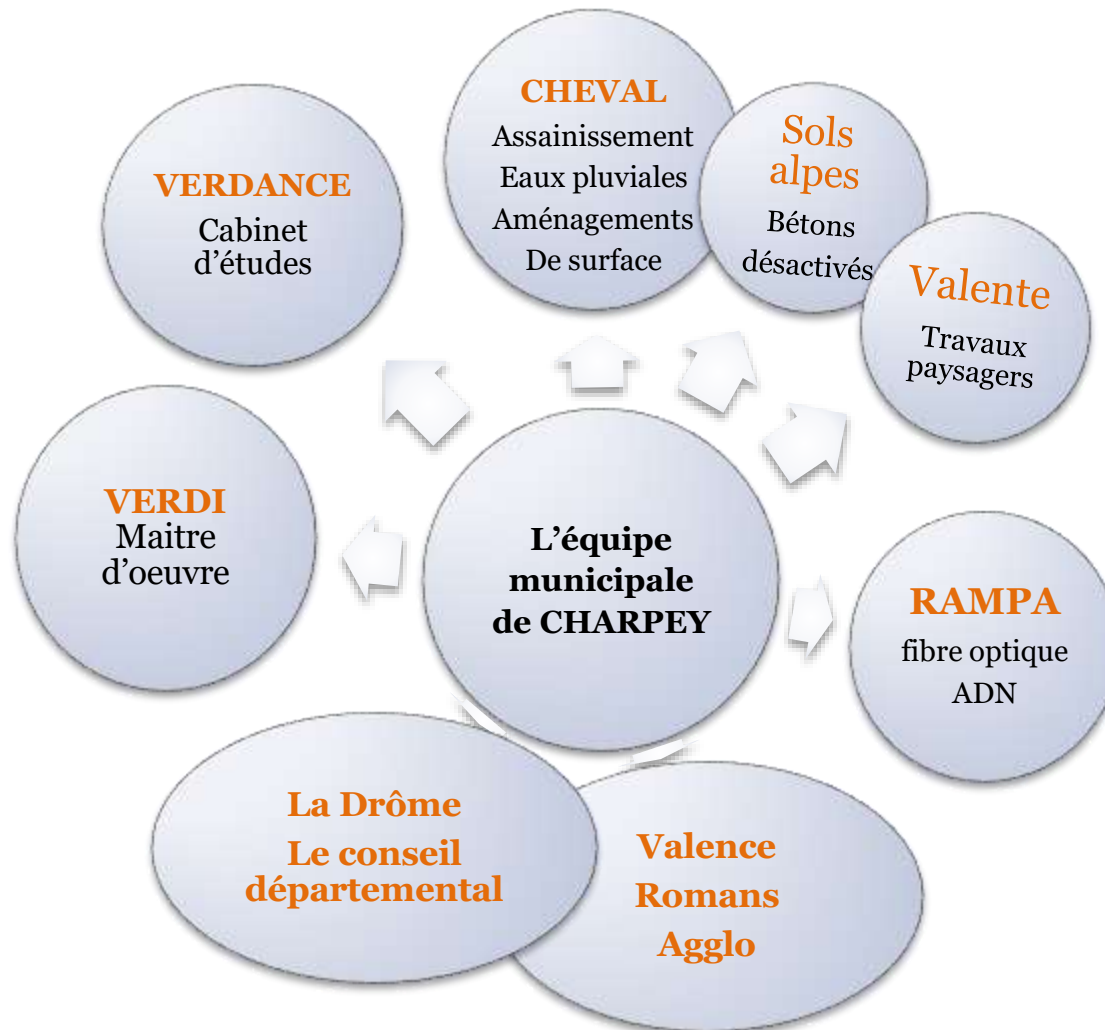 CHEVAL
Assainissement
Eaux pluviales
Aménagements
De surface
Sols
alpes
Bétons
désactivés
Valente
Travaux
paysagers
VERDANCE
Cabinet
d’études
VERDI
Maitre
d’oeuvre
L’équipe
municipale
de CHARPEY
RAMPA
fibre optique
ADN
La Drôme
Le conseil
départemental
Valence
Romans
Agglo